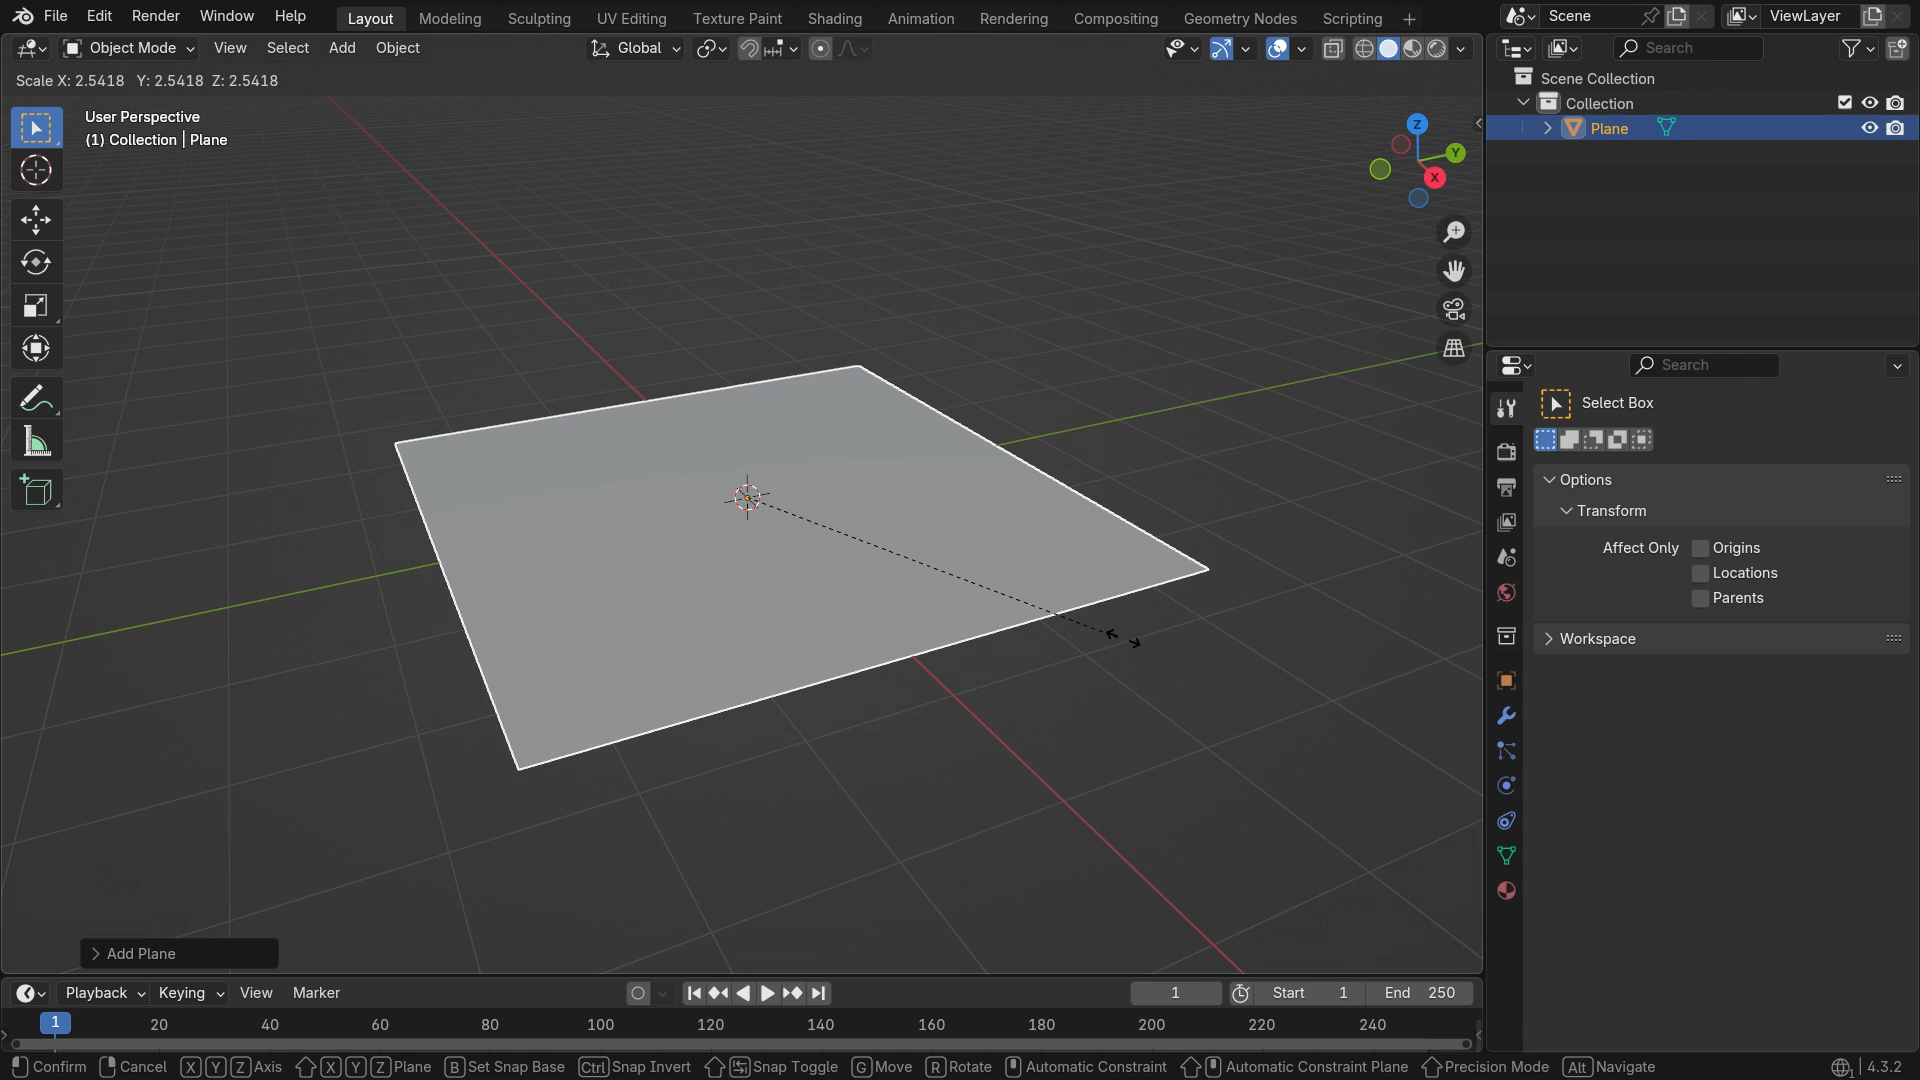 File Edit Render Window Help Layout Modeling Sculpting UV Editing Texture Paint Shading Animation Rendering Compositing Geometry Nodes Scripting + Scene ViewLayer
Object Mode View Select Add Object Global Search
Scale X: 2.5418 Y: 2.5418 Z: 2.5418
Scene Collection
Collection
Plane
User Perspective
(1) Collection | Plane
Z
Y
X
Search
Select Box
Options
Transform
Affect Only Origins
Locations
Parents
Workspace
Add Plane
Playback Keying View Marker 1 Start 1 End 250
1 20 40 60 80 100 120 140 160 180 200 220 240
Confirm Cancel X Y Z Axis X Y Z Plane B Set Snap Base Ctrl Snap Invert Snap Toggle G Move R Rotate Automatic Constraint Automatic Constraint Plane Precision Mode Alt Navigate 4.3.2